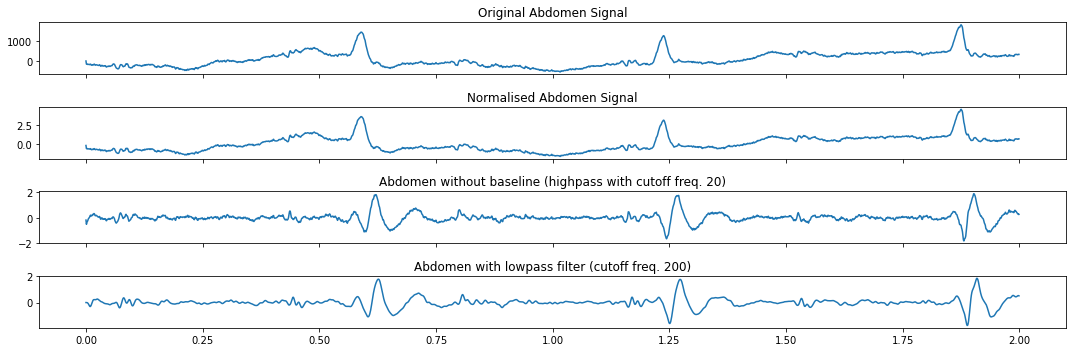 Original Abdomen Signal
1000
0
Normalised Abdomen Signal
2.5
0.0
Abdomen without baseline (highpass with cutoff freq. 20)
2
0
−2
Abdomen with lowpass filter (cutoff freq. 200)
2
0
0.00 0.25 0.50 0.75 1.00 1.25 1.50 1.75 2.00